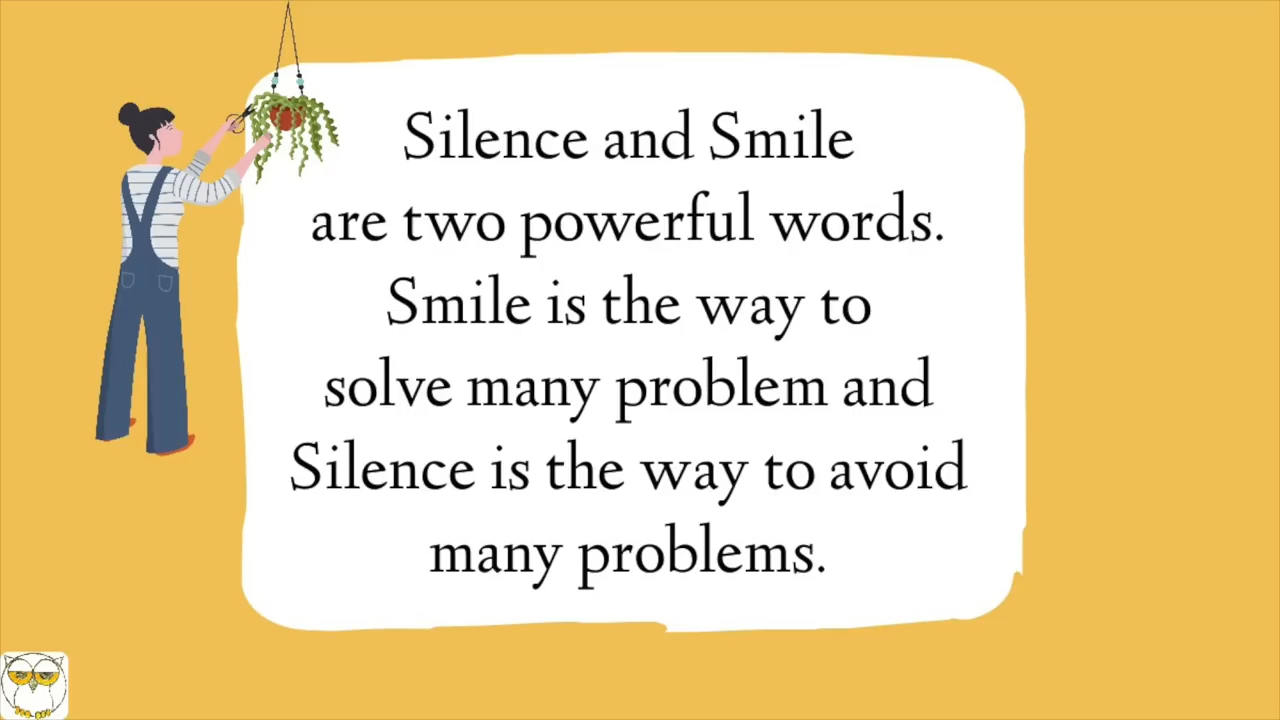 Silence and Smile
are two powerful words.
Smile is the way to
solve many problem and
Silence is the way to avoid
many problems.